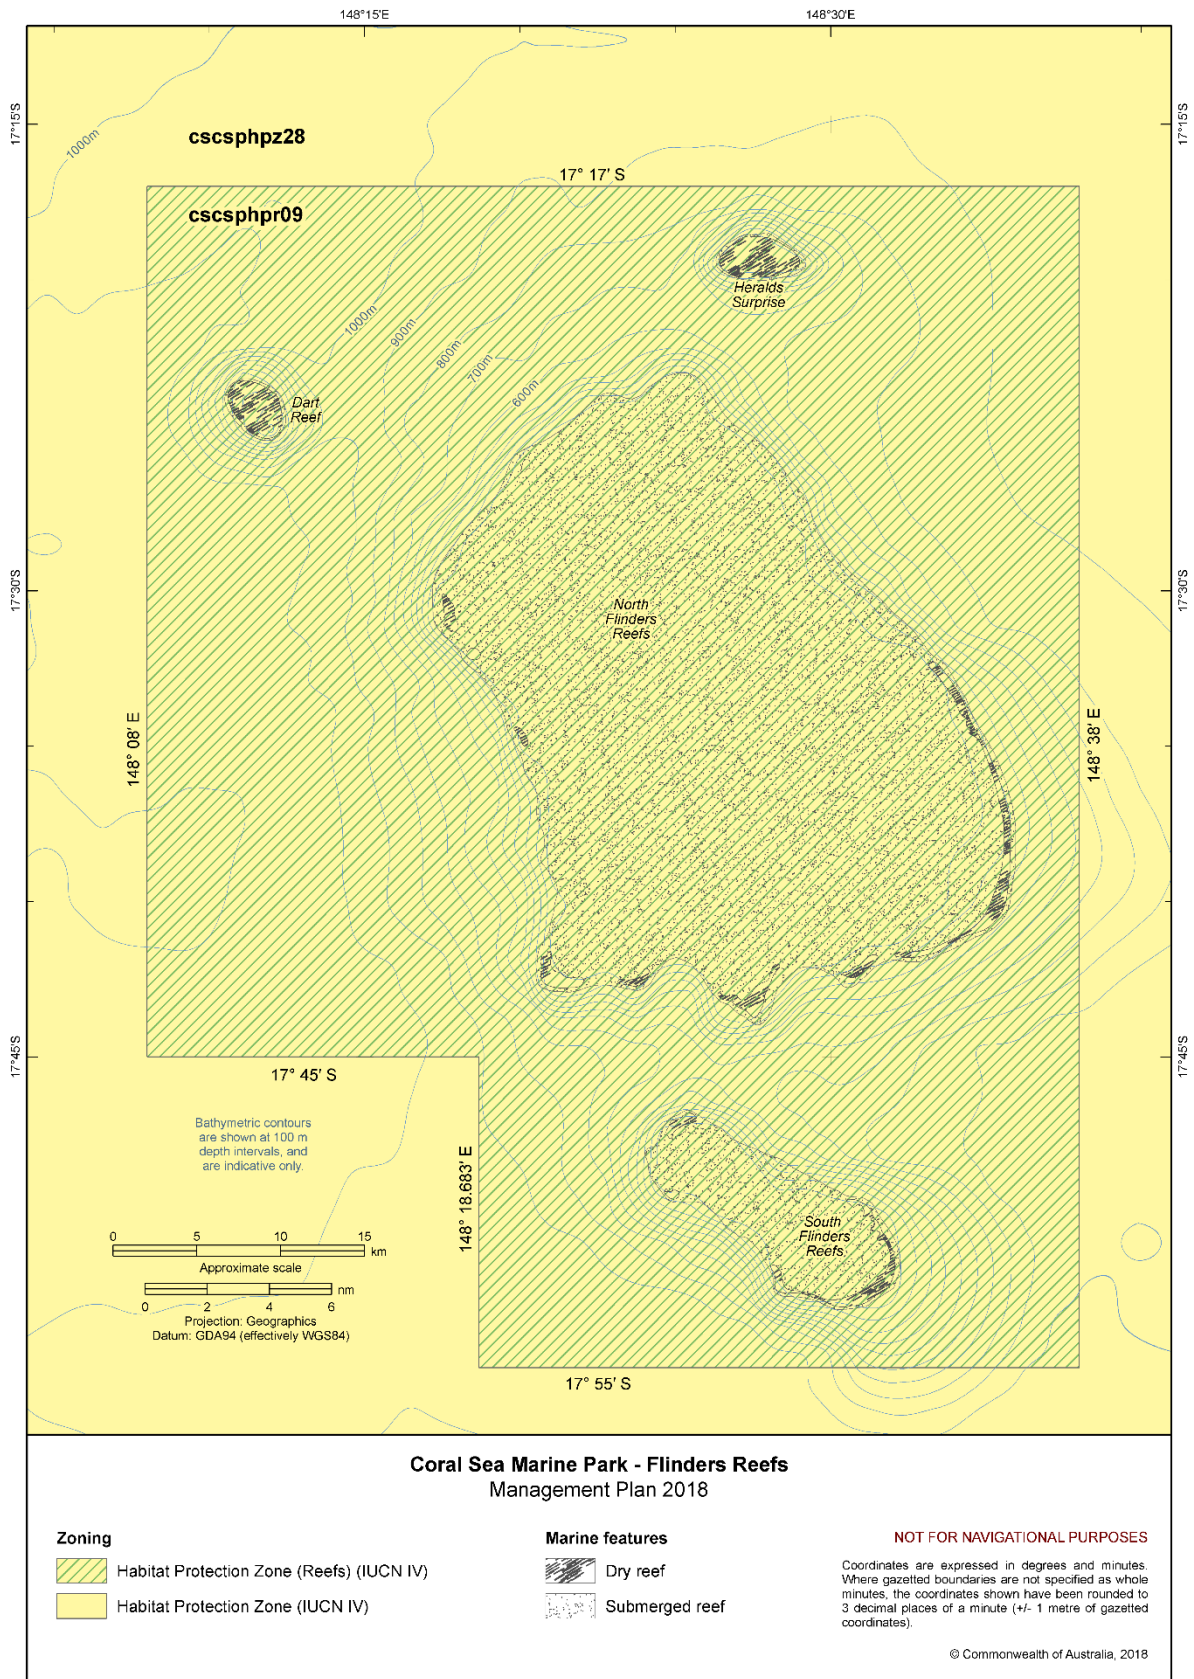 148°15'E
148°30'E
17°15'S
17°15'S
1000m
cscsphpz28
17° 17' S
cscsphpr09
Heralds
Surprise
1000m
900m
800m
700m
600m
Dart
Reef
17°30'S
17°30'S
North
Flinders
Reefs
148° 08' E
148° 38' E
17°45'S
17°45'S
17° 45' S
Bathymetric contours
are shown at 100 m
depth intervals, and
are indicative only.
148° 18.683' E
South
Flinders
Reefs
0 5 10 15 km
Approximate scale
nm
0 2 4 6
Projection: Geographics
Datum: GDA94 (effectively WGS84)
17° 55' S
Coral Sea Marine Park - Flinders Reefs
Management Plan 2018
Zoning
Habitat Protection Zone (Reefs) (IUCN IV)
Habitat Protection Zone (IUCN IV)
Marine features
Dry reef
Submerged reef
NOT FOR NAVIGATIONAL PURPOSES
Coordinates are expressed in degrees and minutes.
Where gazetted boundaries are not specified as whole
minutes, the coordinates shown have been rounded to
3 decimal places of a minute (+/- 1 metre of gazetted
coordinates).
© Commonwealth of Australia, 2018